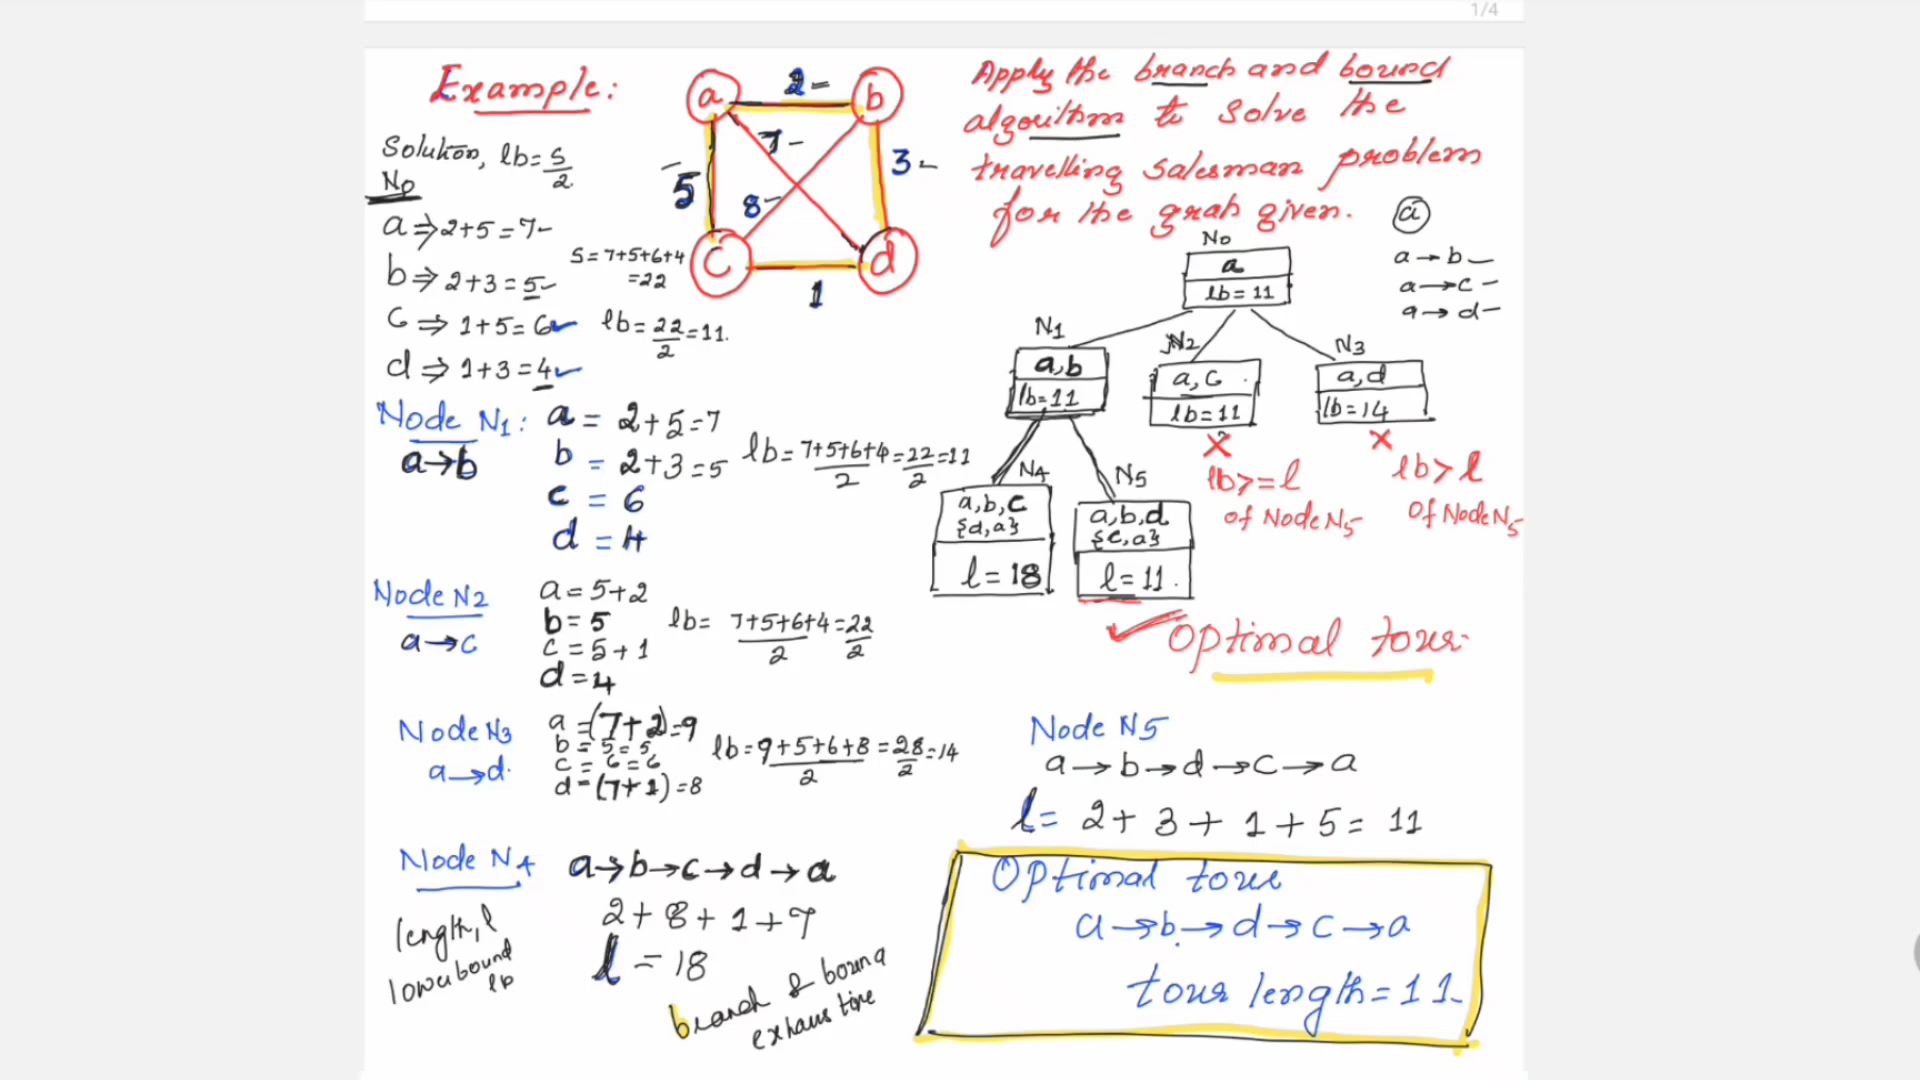 1/4
Example:
Solution, lb = s/2
N0
a ⇒ 2+5=7
b ⇒ 2+3=5
c ⇒ 1+5=6
d ⇒ 1+3=4
S = 7+5+6+4
=22
lb = 22/2 = 11.
a
b
c
d
2
7
3
5
8
1
Apply the branch and bound
algorithm to solve the
travelling salesman problem
for the grah given.
a
a → b
a → c
a → d
N0
a
lb = 11
N1
a,b
lb=11
N2
a, c
lb=11
N3
a,d
lb=14
X
lb >= l
of Node N5
X
lb > l
of Node N5
N4
a,b,c
{d,a}
l = 18
N5
a,b,d
{c,a}
l = 11
Optimal tour
Node N1:
a→b
a = 2+5=7
b = 2+3=5
c = 6
d = 4
lb = 7+5+6+4/2 = 22/2 = 11
Node N2
a → c
a = 5+2
b = 5
c = 5+1
d = 4
lb = 7+5+6+4/2 = 22/2
Node N3
a → d
a = (7+2)=9
b = 5 = 5
c = 6 = 6
d = (7+1) = 8
lb = 9+5+6+8/2 = 28/2 = 14
Node N4
a→b→c→d→a
2+8+1+7
l = 18
length, l
lower bound
lb
branch & bound
exhaustive
Node N5
a → b → d → c → a
l = 2+3+1+5 = 11
Optimal tour
a → b → d → c → a
tour length = 11